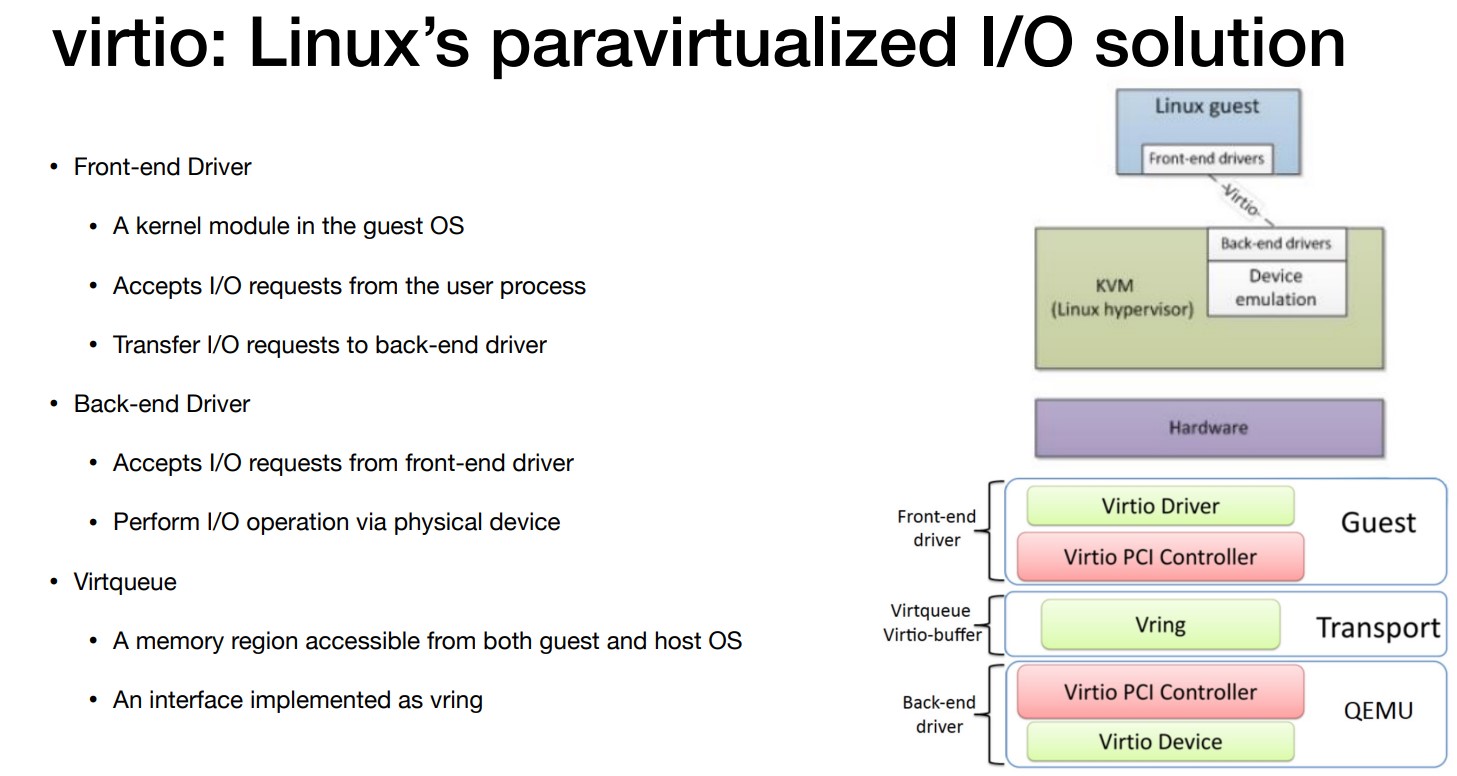 virtio: Linux's paravirtualized I/O solution
• Front-end Driver
• A kernel module in the guest OS
• Accepts I/O requests from the user process
• Transfer I/O requests to back-end driver
• Back-end Driver
• Accepts I/O requests from front-end driver
• Perform I/O operation via physical device
• Virtqueue
• A memory region accessible from both guest and host OS
• An interface implemented as vring
Linux guest
Front-end drivers
-Virtio-
Back-end drivers
Device
emulation
KVM
(Linux hypervisor)
Hardware
Front-end
driver
Virtio Driver
Virtio PCI Controller
Guest
Virtqueue
Virtio-buffer
Vring
Transport
Back-end
driver
Virtio PCI Controller
Virtio Device
QEMU